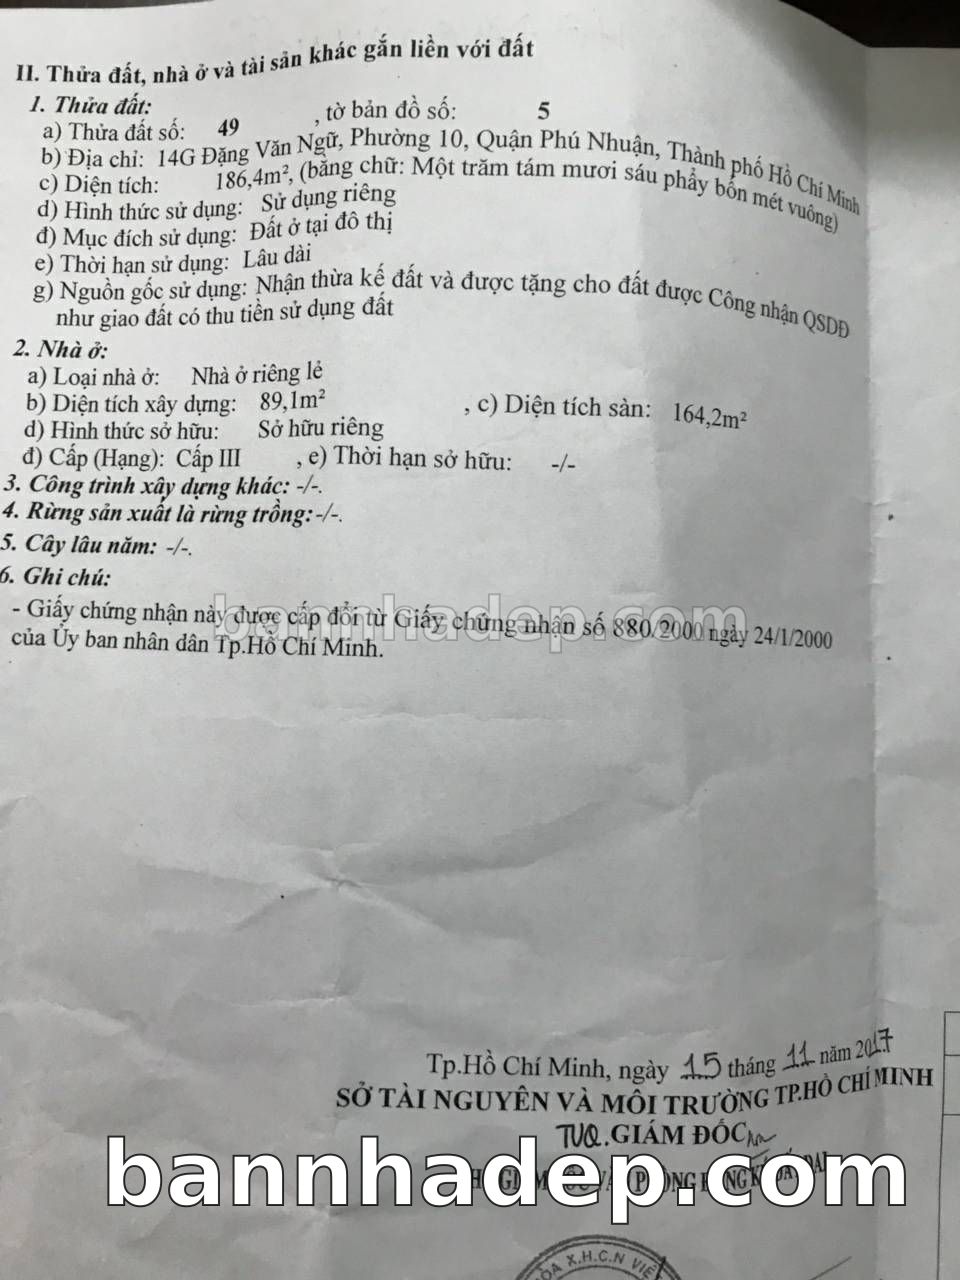 II. Thửa đất, nhà ở và tài sản khác gắn liền với đất
1. Thửa đất:
a) Thửa đất số: 49 , tờ bản đồ số: 5
b) Địa chỉ: 14G Đặng Văn Ngữ, Phường 10, Quận Phú Nhuận, Thành phố Hồ Chí Minh
c) Diện tích: 186,4m², (bằng chữ: Một trăm tám mươi sáu phẩy bốn mét vuông)
d) Hình thức sử dụng: Sử dụng riêng
đ) Mục đích sử dụng: Đất ở tại đô thị
e) Thời hạn sử dụng: Lâu dài
g) Nguồn gốc sử dụng: Nhận thừa kế đất và được tặng cho đất được Công nhận QSDĐ
như giao đất có thu tiền sử dụng đất
2. Nhà ở:
a) Loại nhà ở: Nhà ở riêng lẻ
b) Diện tích xây dựng: 89,1m² , c) Diện tích sàn: 164,2m²
d) Hình thức sở hữu: Sở hữu riêng
đ) Cấp (Hạng): Cấp III , e) Thời hạn sở hữu: -/-
3. Công trình xây dựng khác: -/-.
4. Rừng sản xuất là rừng trồng: -/-.
5. Cây lâu năm: -/-.
6. Ghi chú:
- Giấy chứng nhận này được cấp đổi từ Giấy chứng nhận số 880/2000 ngày 24/1/2000
của Ủy ban nhân dân Tp.Hồ Chí Minh.
bannhadep.com
Tp.Hồ Chí Minh, ngày 15 tháng 11 năm 2017
SỞ TÀI NGUYÊN VÀ MÔI TRƯỜNG TP.HỒ CHÍ MINH
TUQ.GIÁM ĐỐC
bannhadep.com
X.H.C.N VIỆ